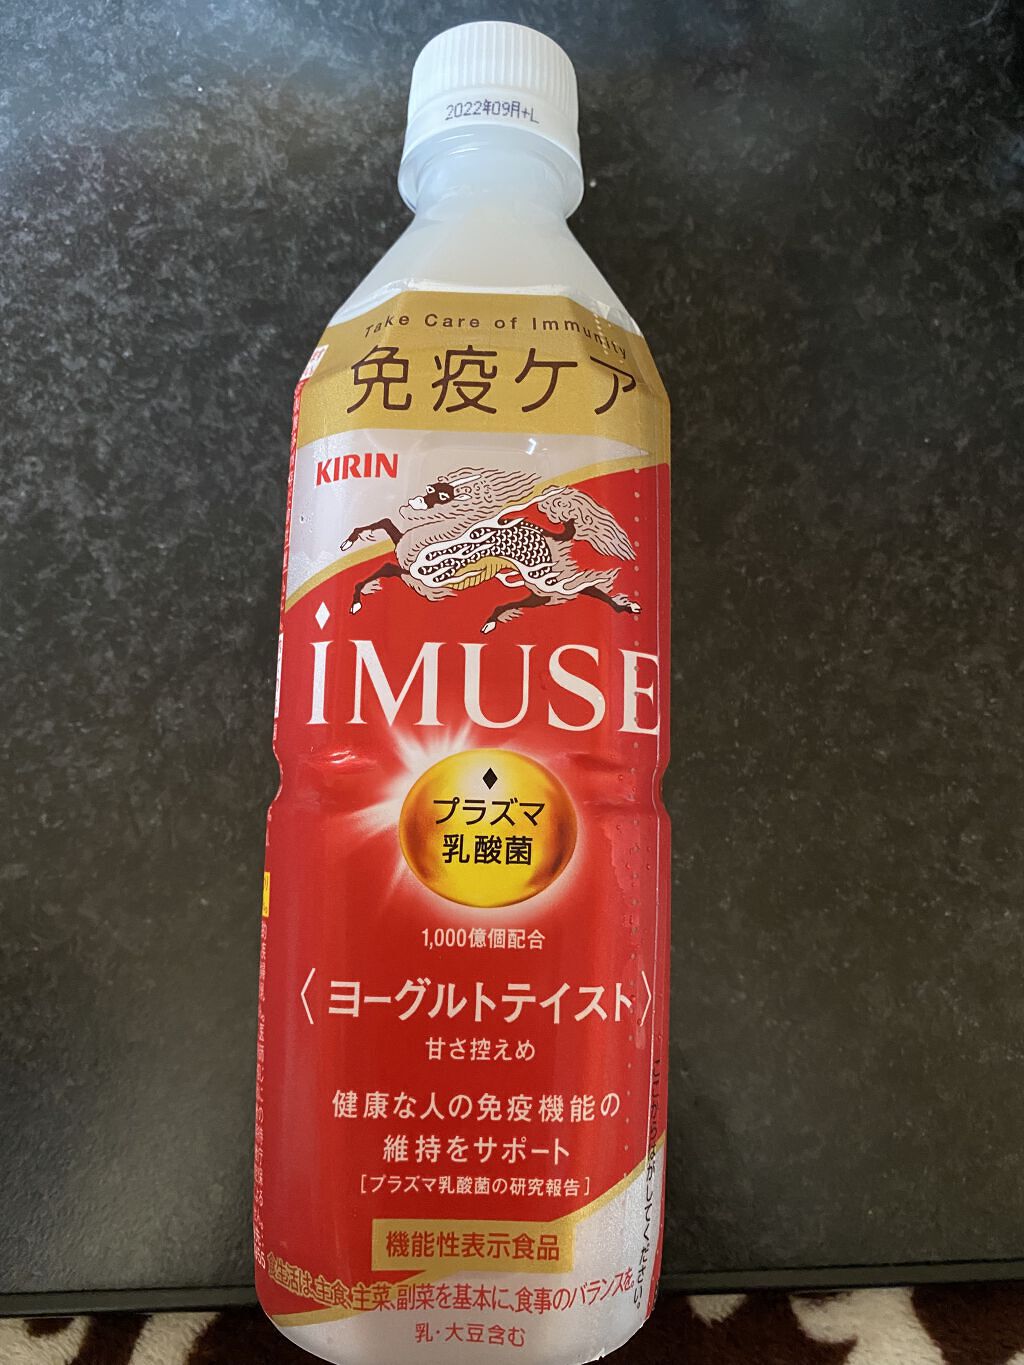 2022年09月+L
Take Care of Immunity
免疫ケア
KIRIN
iMUSE
プラズマ
乳酸菌
1,000億個配合
〈ヨーグルトテイスト〉
甘さ控えめ
健康な人の免疫機能の
維持をサポート
[プラズマ乳酸菌の研究報告]
機能性表示食品
食生活は、主食、主菜、副菜を基本に、食事のバランスを。
乳・大豆含む